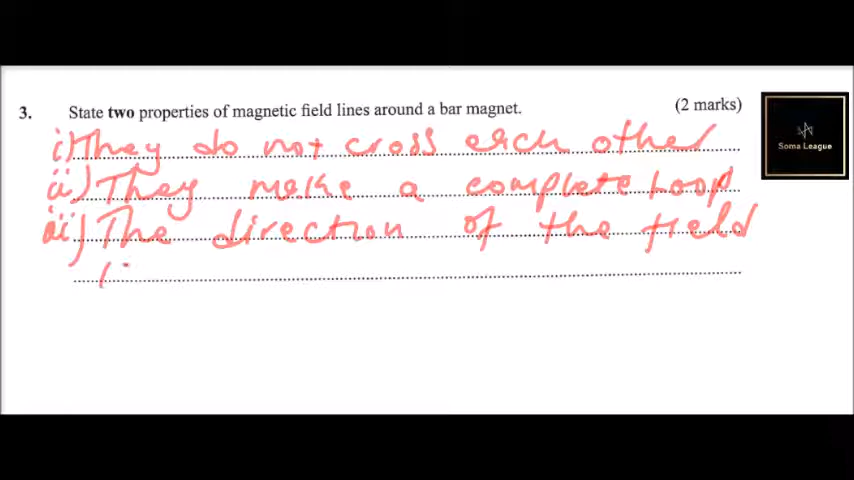 3. State two properties of magnetic field lines around a bar magnet. (2 marks)
i) They do not cross each other
ii) They make a complete loop
iii) The direction of the field
li
Soma League